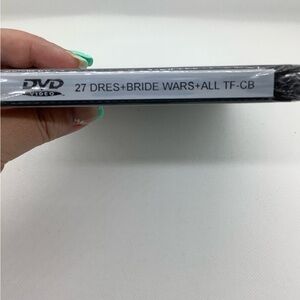 DVD
VIDEO
27 DRES+BRIDE WARS+ALL TF-CB